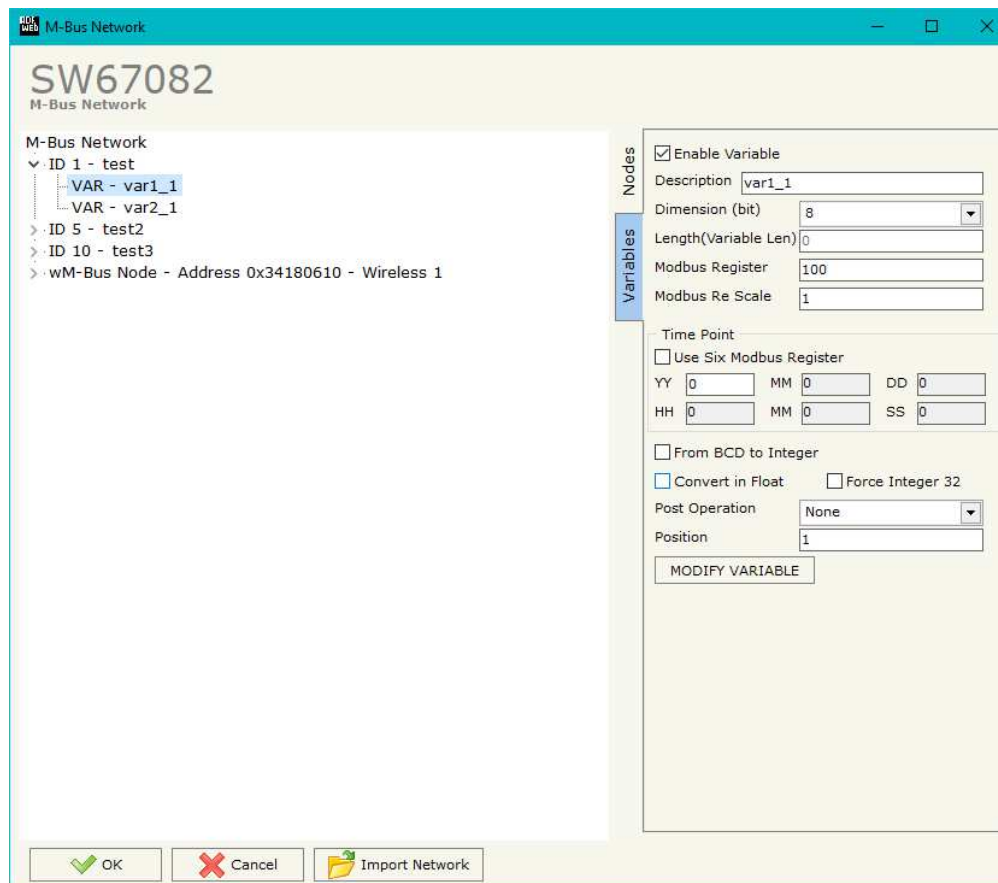 ADF WEB M-Bus Network
SW67082
M-Bus Network
M-Bus Network
ID 1 - test
VAR - var1_1
VAR - var2_1
ID 5 - test2
ID 10 - test3
wM-Bus Node - Address 0x34180610 - Wireless 1
Nodes
Variables
Enable Variable
Description var1_1
Dimension (bit) 8
Length(Variable Len) 0
Modbus Register 100
Modbus Re Scale 1
Time Point
Use Six Modbus Register
YY 0 MM 0 DD 0
HH 0 MM 0 SS 0
From BCD to Integer
Convert in Float Force Integer 32
Post Operation None
Position 1
MODIFY VARIABLE
OK Cancel Import Network